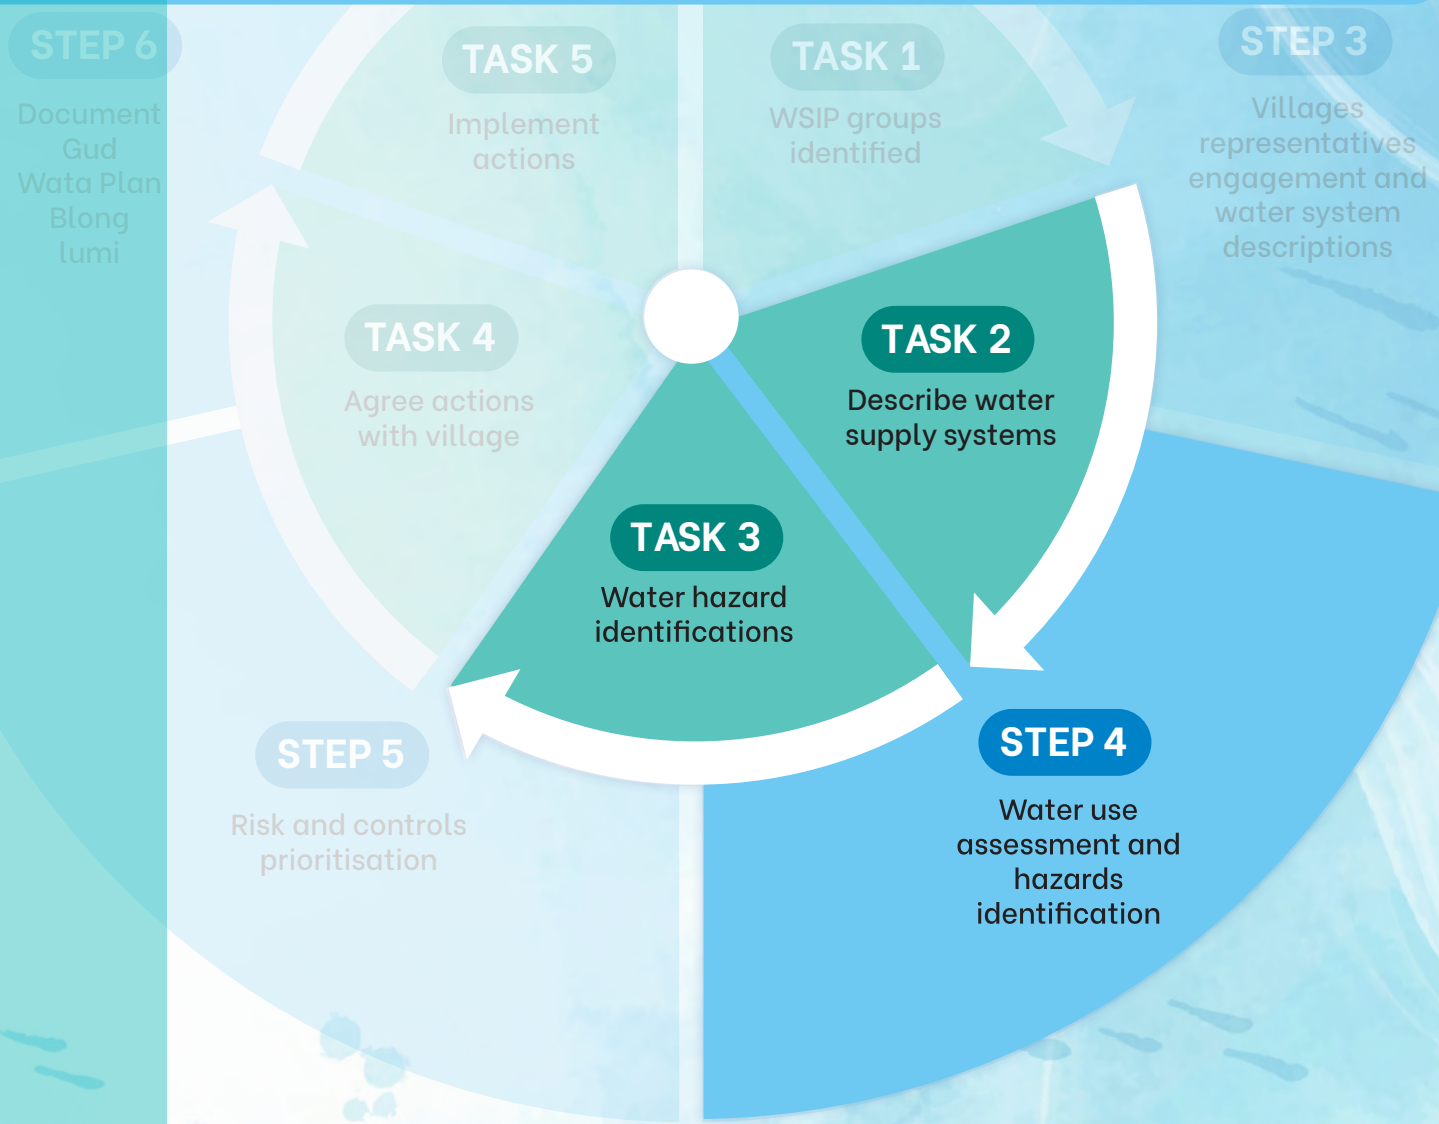 STEP 6
Document
Gud
Wata Plan
Blong
lumi
TASK 5
Implement
actions
TASK 1
WSIP groups
identified
STEP 3
Villages
representatives
engagement and
water system
descriptions
TASK 4
Agree actions
with village
TASK 2
Describe water
supply systems
TASK 3
Water hazard
identifications
STEP 5
Risk and controls
prioritisation
STEP 4
Water use
assessment and
hazards
identification